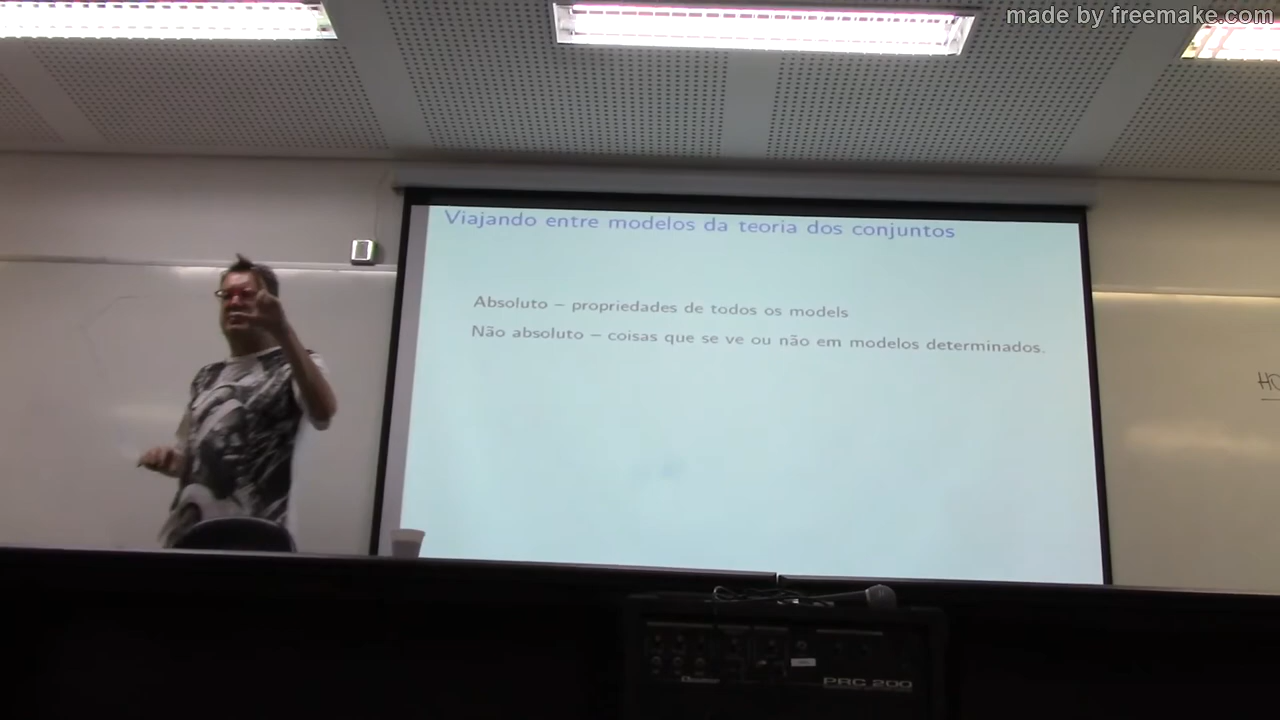 made by freemake.com
Viajando entre modelos da teoria dos conjuntos
Absoluto – propriedades de todos os models
Não absoluto – coisas que se ve ou não em modelos determinados.
HO
PRC 200